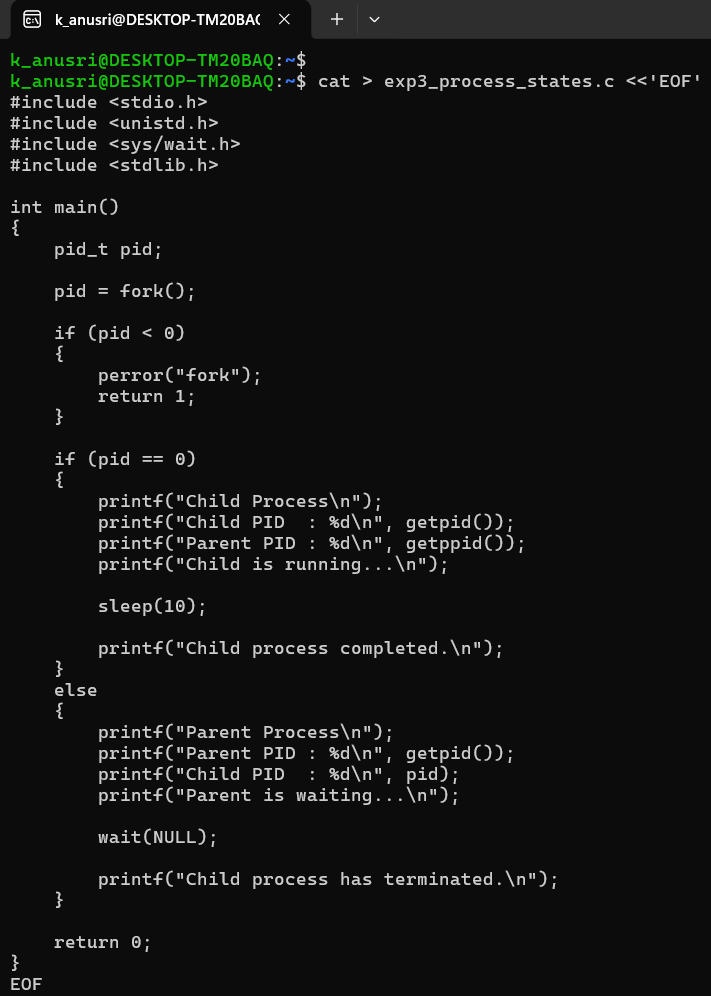 k_anusri@DESKTOP-TM20BAQ
k_anusri@DESKTOP-TM20BAQ:~$
k_anusri@DESKTOP-TM20BAQ:~$ cat > exp3_process_states.c <<'EOF'
#include <stdio.h>
#include <unistd.h>
#include <sys/wait.h>
#include <stdlib.h>

int main()
{
    pid_t pid;

    pid = fork();

    if (pid < 0)
    {
        perror("fork");
        return 1;
    }

    if (pid == 0)
    {
        printf("Child Process\n");
        printf("Child PID  : %d\n", getpid());
        printf("Parent PID : %d\n", getppid());
        printf("Child is running...\n");

        sleep(10);

        printf("Child process completed.\n");
    }
    else
    {
        printf("Parent Process\n");
        printf("Parent PID : %d\n", getpid());
        printf("Child PID  : %d\n", pid);
        printf("Parent is waiting...\n");

        wait(NULL);

        printf("Child process has terminated.\n");
    }

    return 0;
}
EOF